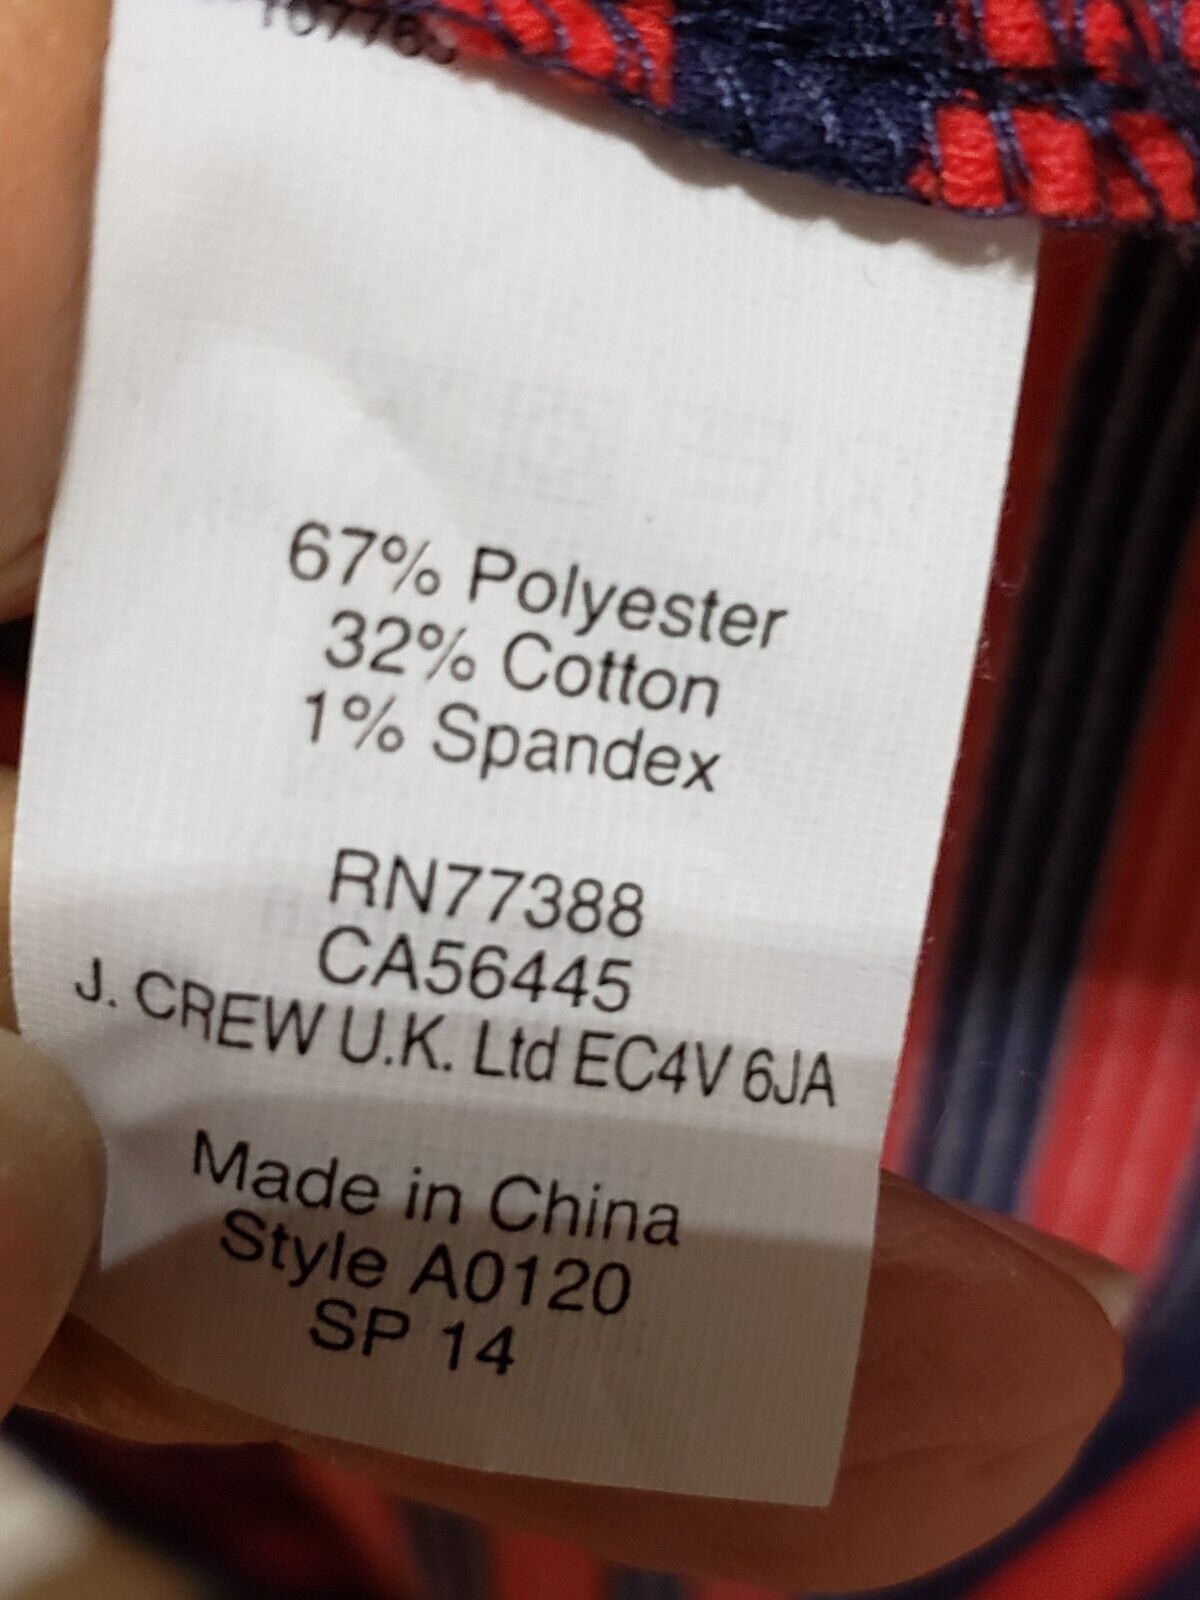 67% Polyester
32% Cotton
1% Spandex
RN77388
CA56445
J. CREW U.K. Ltd EC4V 6JA
Made in China
Style A0120
SP 14